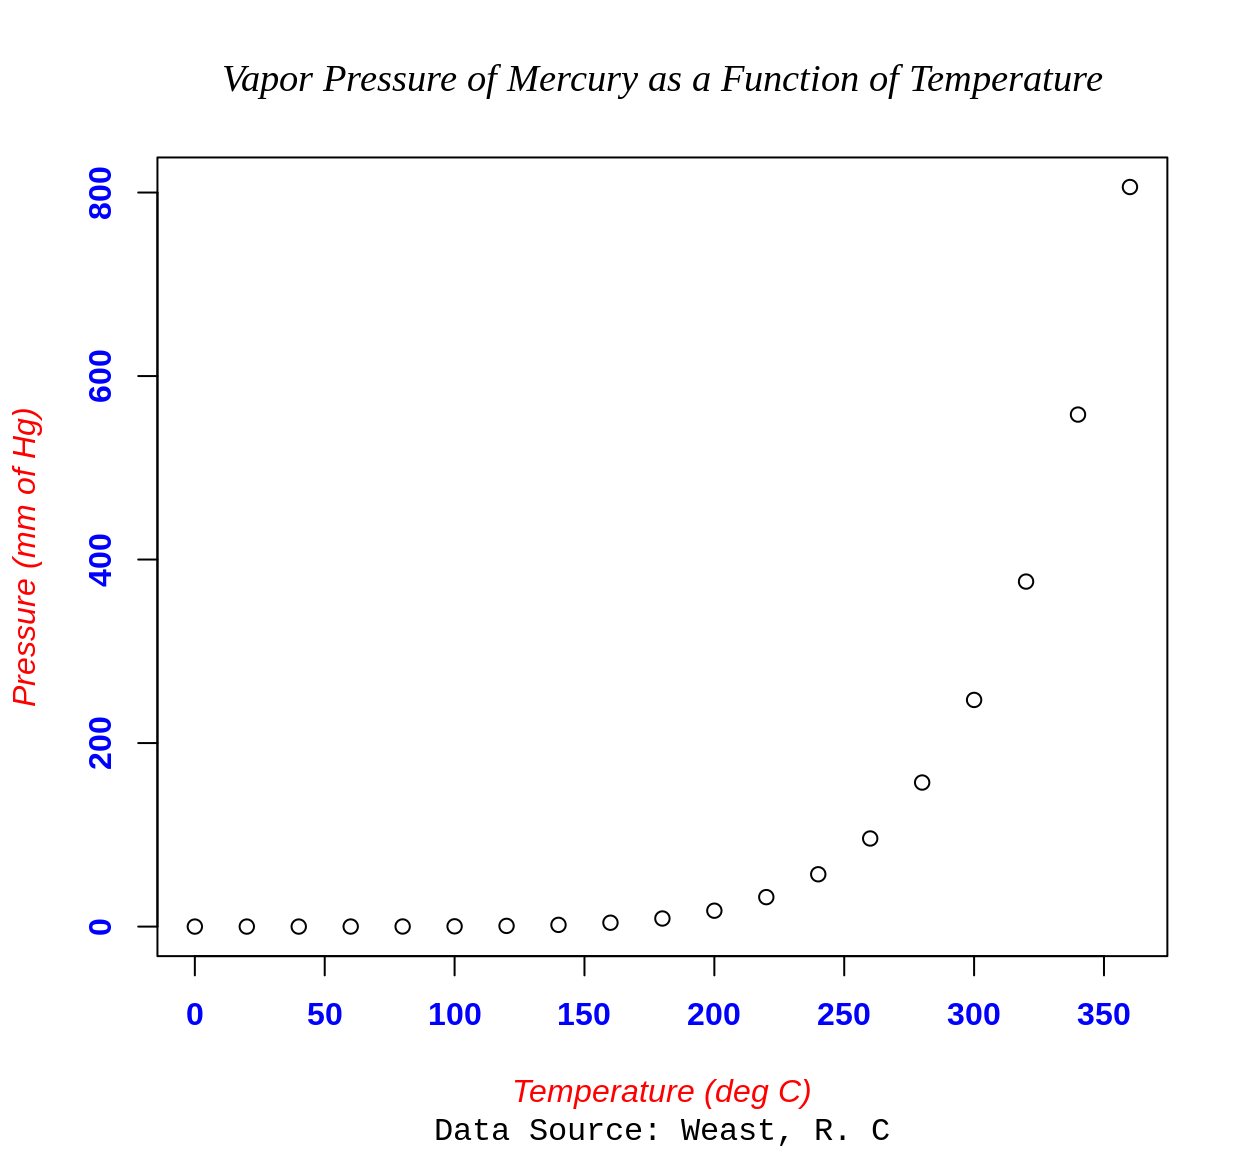 Vapor Pressure of Mercury as a Function of Temperature
800
600
400
200
0
Pressure (mm of Hg)
0 50 100 150 200 250 300 350
Temperature (deg C)
Data Source: Weast, R. C